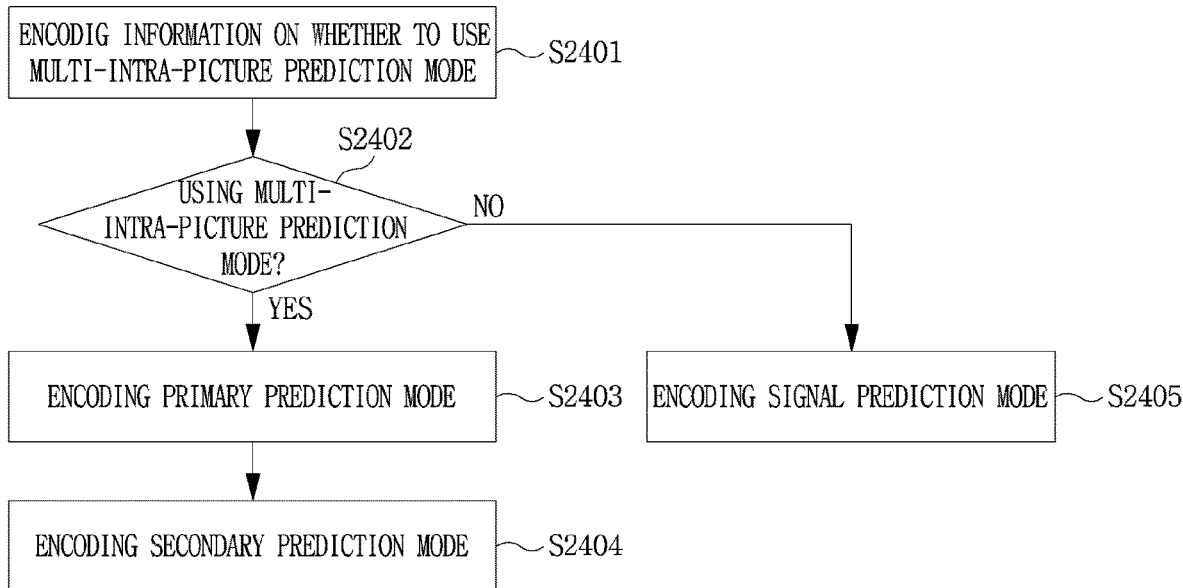 ENCODIG INFORMATION ON WHETHER TO USE
MULTI-INTRA-PICTURE PREDICTION MODE
S2401
S2402
USING MULTI-
INTRA-PICTURE PREDICTION
MODE?
NO
YES
ENCODING PRIMARY PREDICTION MODE
S2403
ENCODING SIGNAL PREDICTION MODE
S2405
ENCODING SECONDARY PREDICTION MODE
S2404